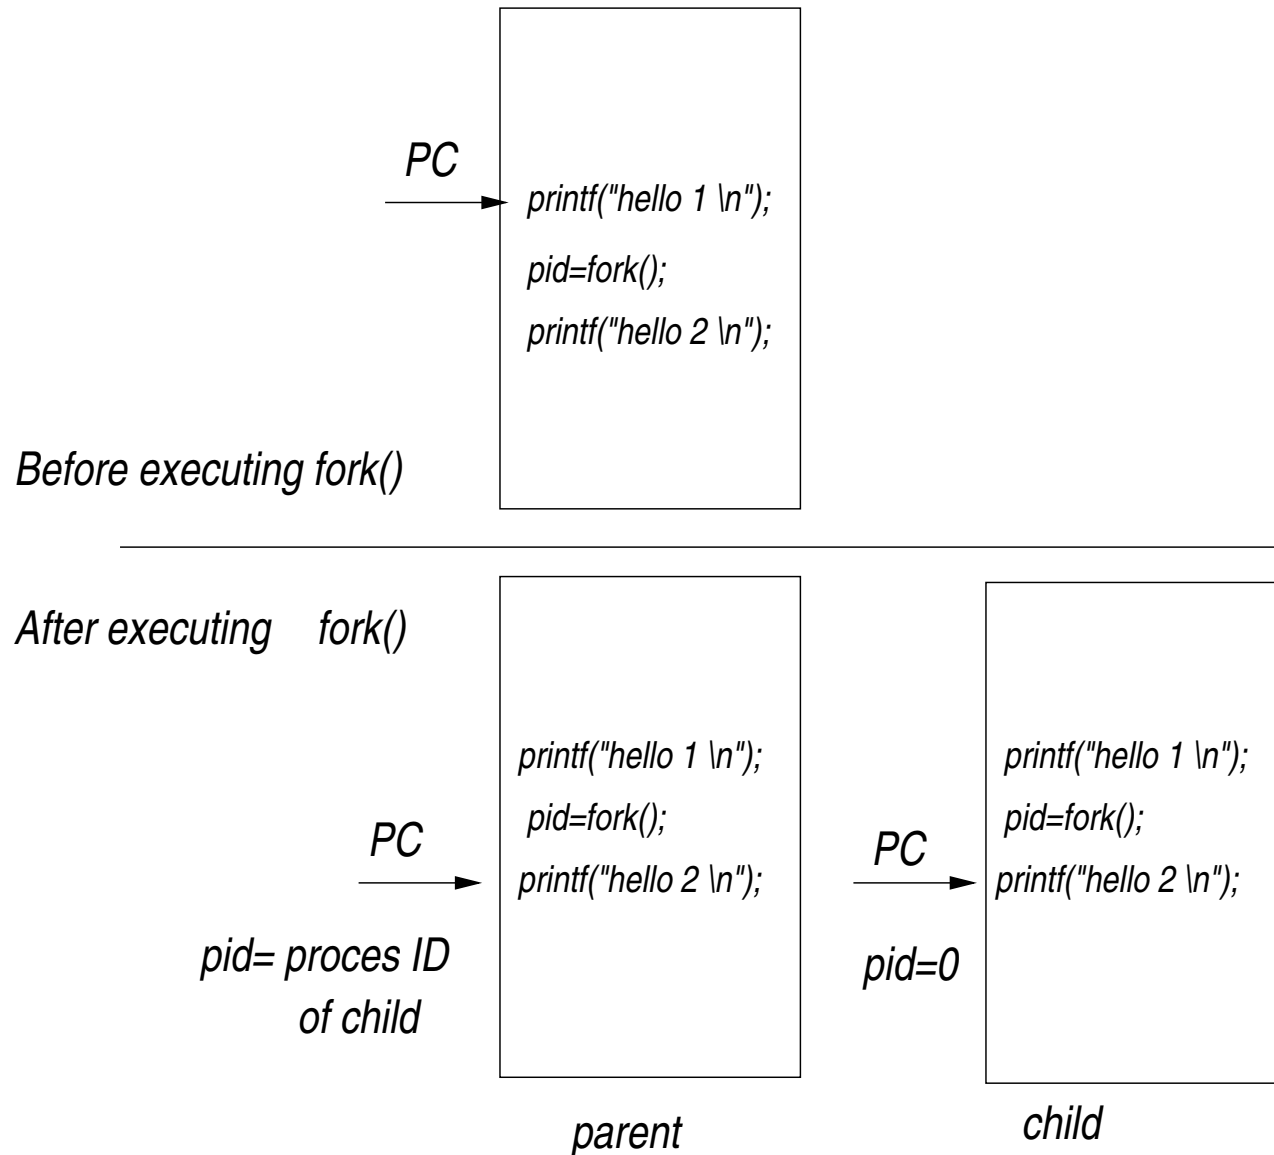 PC
printf("hello 1 \n");
pid=fork();
printf("hello 2 \n");
Before executing fork()
After executing fork()
printf("hello 1 \n");
pid=fork();
printf("hello 2 \n");
PC
pid= proces ID
of child
parent
printf("hello 1 \n");
pid=fork();
printf("hello 2 \n");
PC
pid=0
child